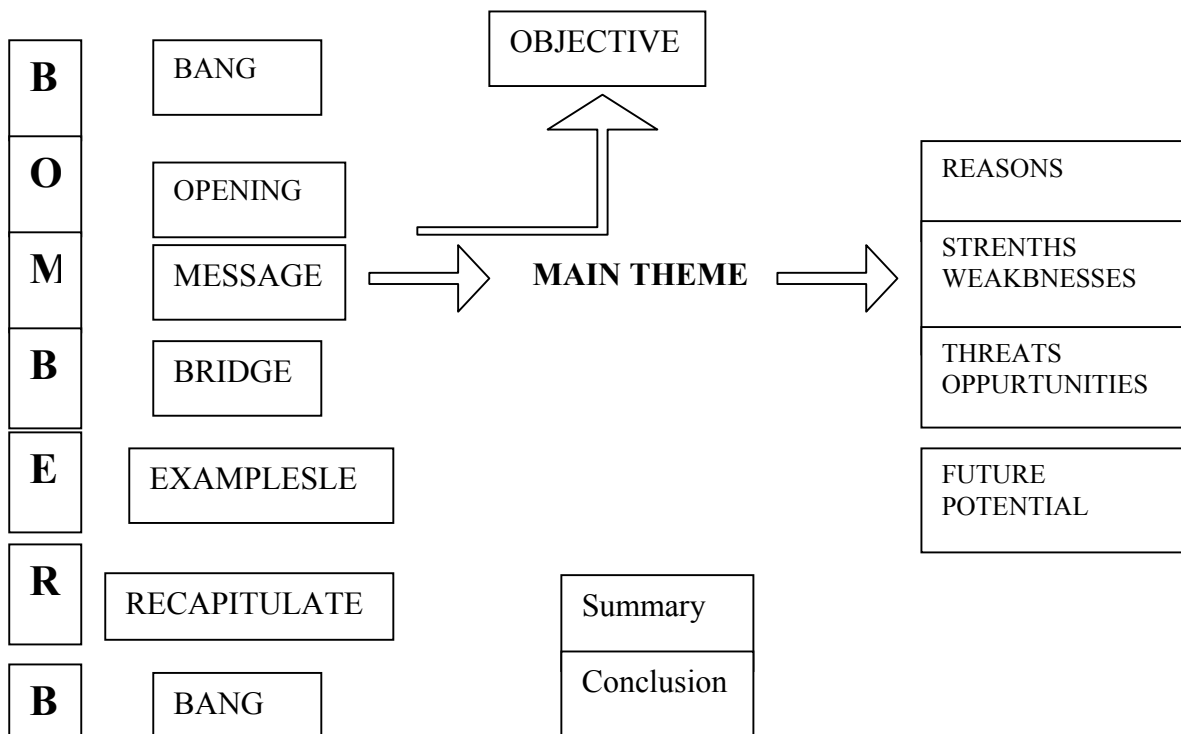 OBJECTIVE
B
BANG
O
OPENING
REASONS
M
MESSAGE
MAIN THEME
STRENTHS
WEAKBNESSES
B
BRIDGE
THREATS
OPPURTUNITIES
E
EXAMPLESLE
FUTURE
POTENTIAL
R
RECAPITULATE
Summary
B
BANG
Conclusion